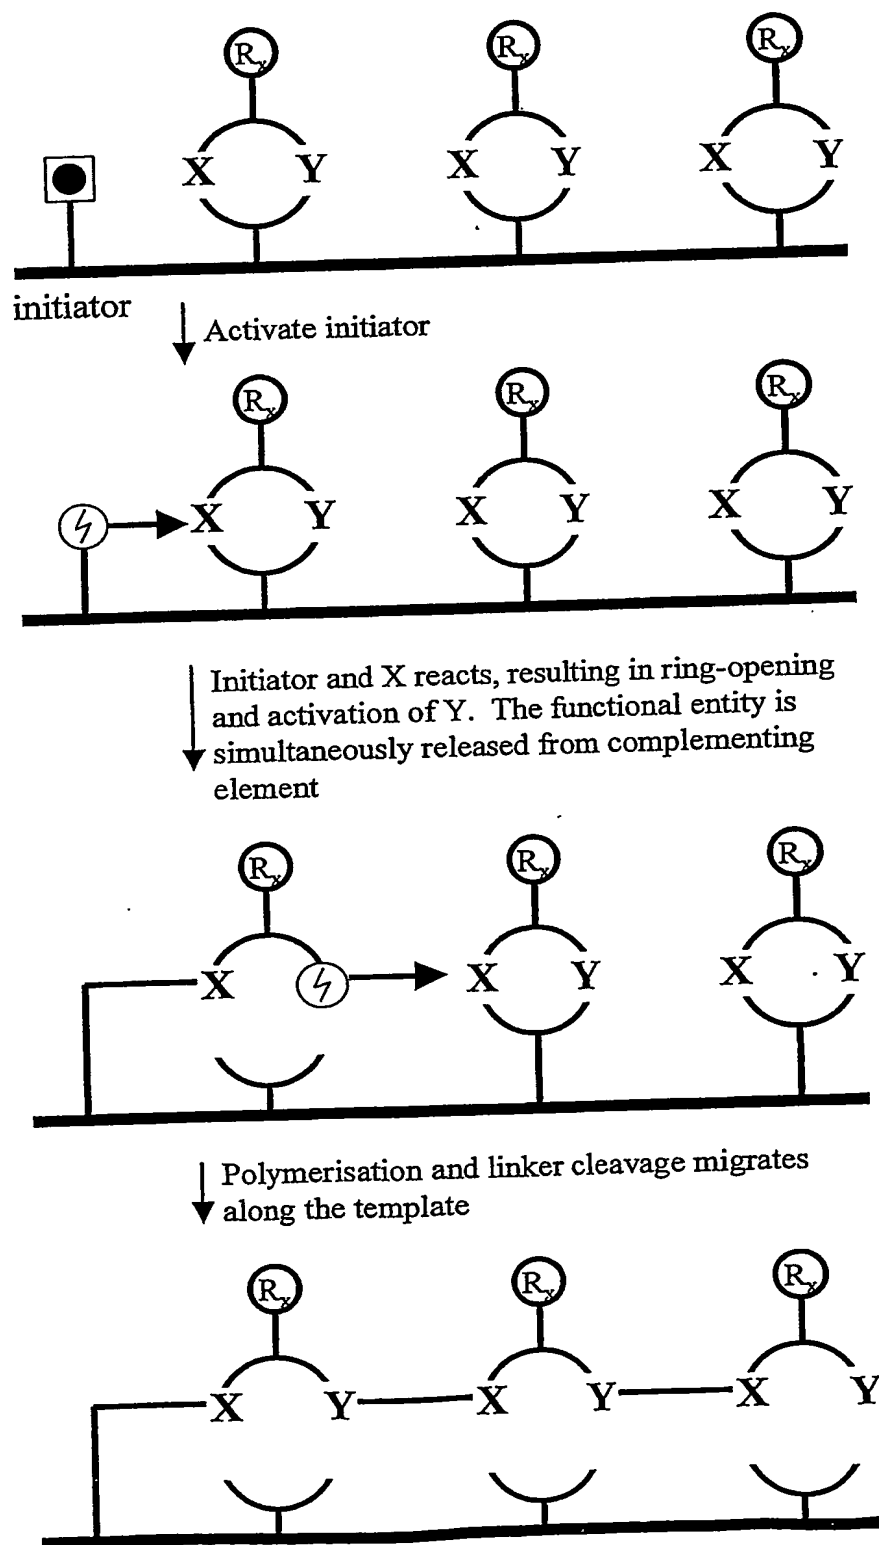 Rx Rx Rx
X Y X Y X Y
initiator
Activate initiator
Rx Rx Rx
X Y X Y X Y
Initiator and X reacts, resulting in ring-opening
and activation of Y. The functional entity is
simultaneously released from complementing
element
Rx Rx Rx
X X Y X Y
Polymerisation and linker cleavage migrates
along the template
Rx Rx Rx
X Y X Y X Y